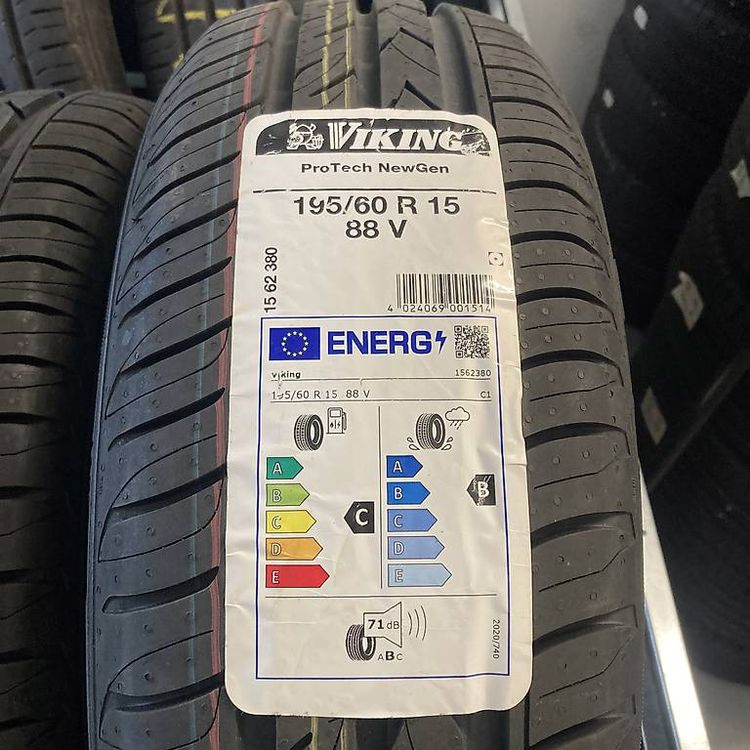 VIKING
ProTech NewGen
195/60 R 15
88 V
15 62 380
4 024069 001514
ENERG
viking
1562380
195/60 R 15 88 V
C1
A
B
C
D
E
C
A
B
C
D
E
B
71 dB
ABC
2020/740